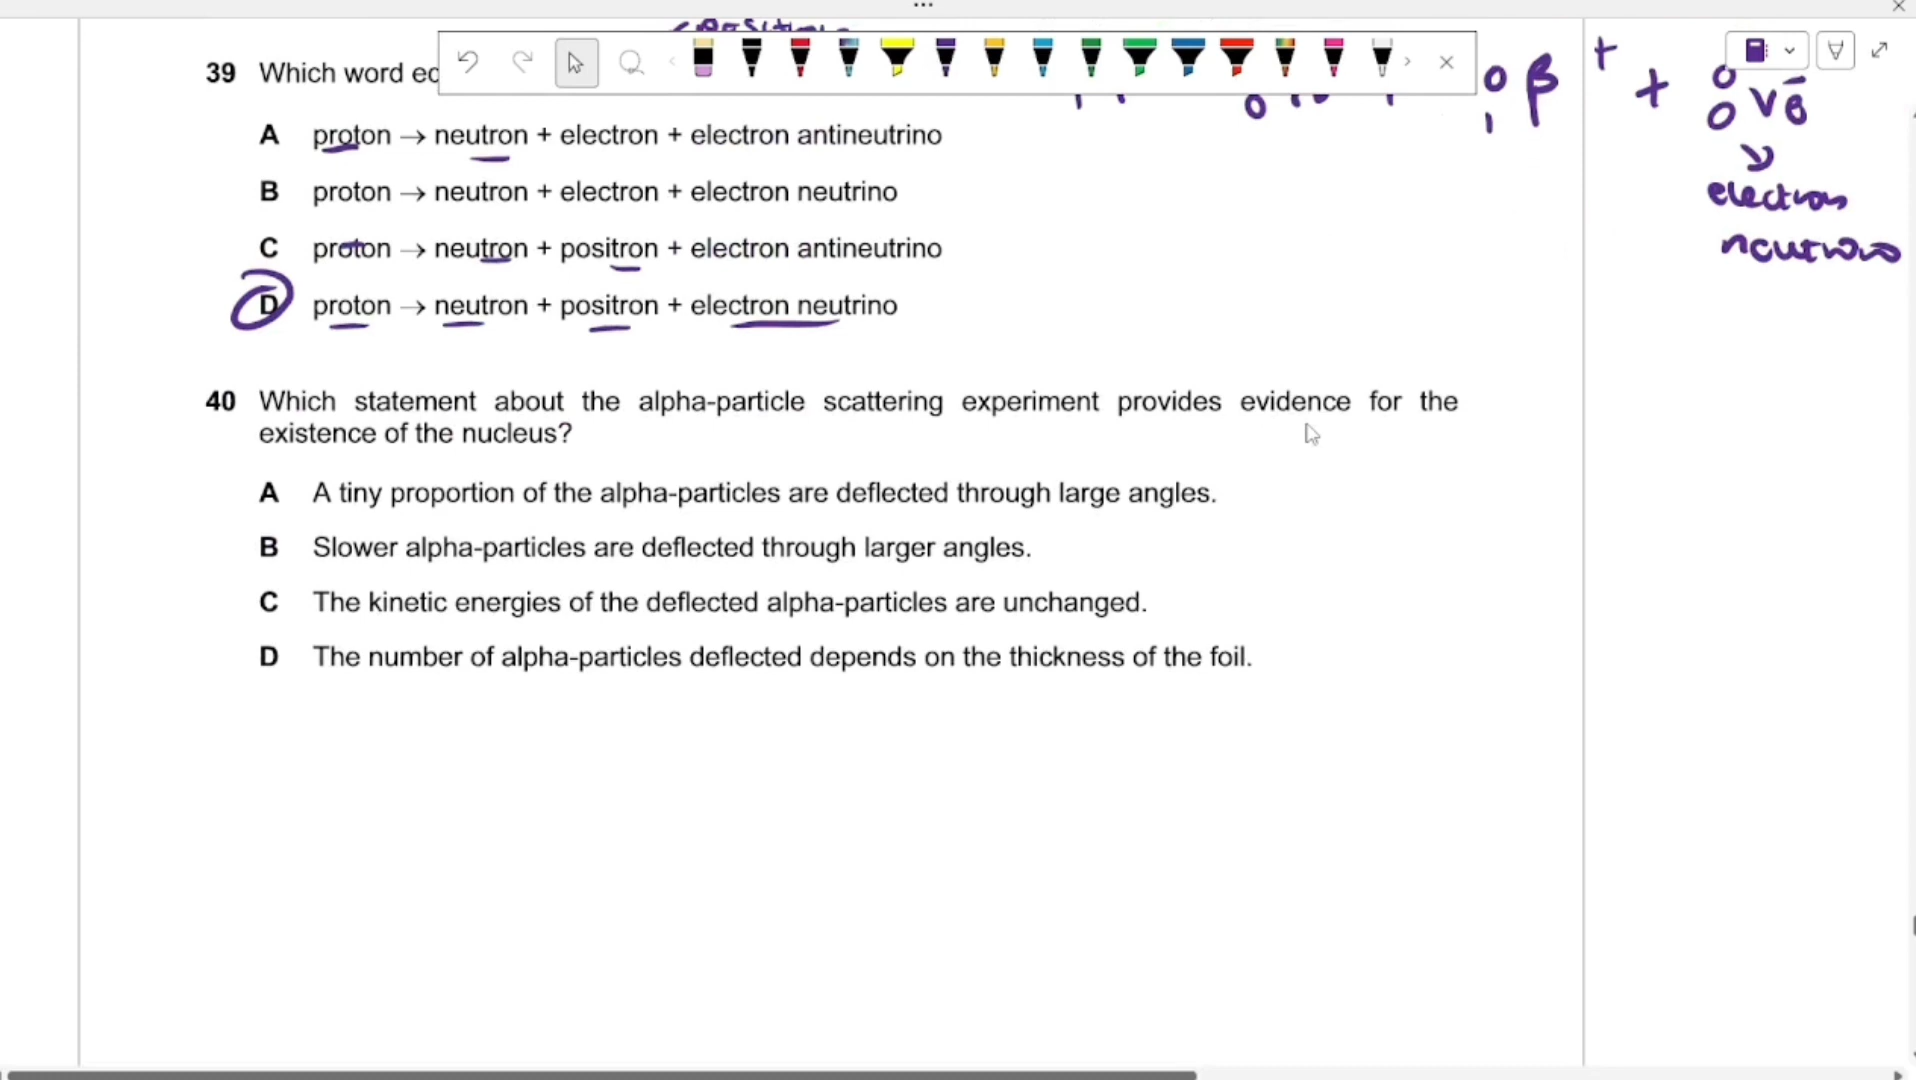 39 Which word e
β + + ν
A proton → neutron + electron + electron antineutrino
B proton → neutron + electron + electron neutrino
electron
C proton → neutron + positron + electron antineutrino
D proton → neutron + positron + electron neutrino
40 Which statement about the alpha-particle scattering experiment provides evidence for the
existence of the nucleus?
A A tiny proportion of the alpha-particles are deflected through large angles.
B Slower alpha-particles are deflected through larger angles.
C The kinetic energies of the deflected alpha-particles are unchanged.
D The number of alpha-particles deflected depends on the thickness of the foil.